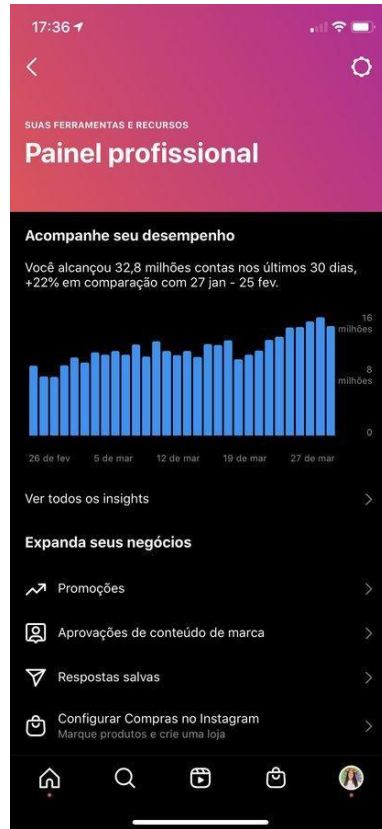 17:36
SUAS FERRAMENTAS E RECURSOS
Painel profissional
Acompanhe seu desempenho
Você alcançou 32,8 milhões contas nos últimos 30 dias,
+22% em comparação com 27 jan - 25 fev.
16
milhões
8
milhões
0
26 de fev 5 de mar 12 de mar 19 de mar 27 de mar
Ver todos os insights
Expanda seus negócios
Promoções
Aprovações de conteúdo de marca
Respostas salvas
Configurar Compras no Instagram
Marque produtos e crie uma loja